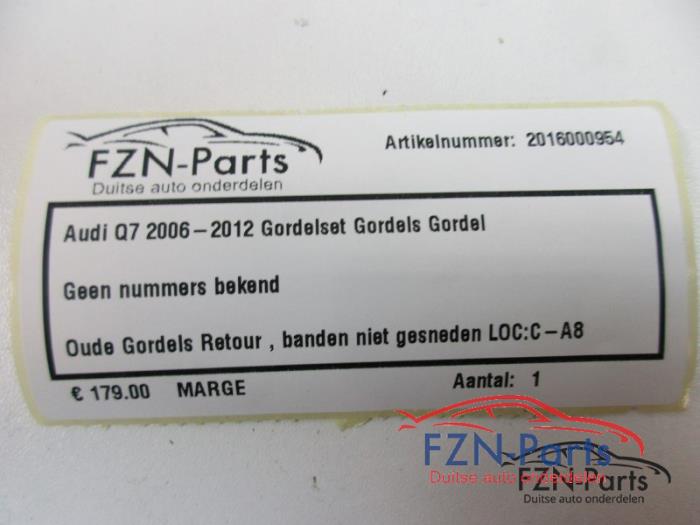 FZN-Parts
Duitse auto onderdelen
Artikelnummer: 2016000954
Audi Q7 2006-2012 Gordelset Gordels Gordel
Geen nummers bekend
Oude Gordels Retour , banden niet gesneden LOC:C-A8
€ 179.00 MARGE
Aantal: 1
FZN-Parts
Duitse auto onderdelen
FZN-Parts
Duitse auto onderdelen